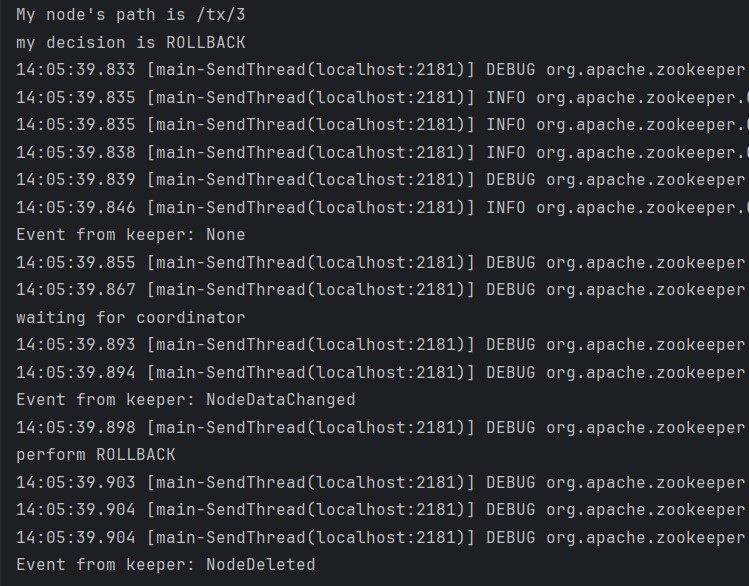 My node's path is /tx/3
my decision is ROLLBACK
14:05:39.833 [main-SendThread(localhost:2181)] DEBUG org.apache.zookeeper
14:05:39.835 [main-SendThread(localhost:2181)] INFO org.apache.zookeeper.
14:05:39.835 [main-SendThread(localhost:2181)] INFO org.apache.zookeeper.
14:05:39.838 [main-SendThread(localhost:2181)] INFO org.apache.zookeeper.
14:05:39.839 [main-SendThread(localhost:2181)] DEBUG org.apache.zookeeper
14:05:39.846 [main-SendThread(localhost:2181)] INFO org.apache.zookeeper.
Event from keeper: None
14:05:39.855 [main-SendThread(localhost:2181)] DEBUG org.apache.zookeeper
14:05:39.867 [main-SendThread(localhost:2181)] DEBUG org.apache.zookeeper
waiting for coordinator
14:05:39.893 [main-SendThread(localhost:2181)] DEBUG org.apache.zookeeper
14:05:39.894 [main-SendThread(localhost:2181)] DEBUG org.apache.zookeeper
Event from keeper: NodeDataChanged
14:05:39.898 [main-SendThread(localhost:2181)] DEBUG org.apache.zookeeper
perform ROLLBACK
14:05:39.903 [main-SendThread(localhost:2181)] DEBUG org.apache.zookeeper
14:05:39.904 [main-SendThread(localhost:2181)] DEBUG org.apache.zookeeper
14:05:39.904 [main-SendThread(localhost:2181)] DEBUG org.apache.zookeeper
Event from keeper: NodeDeleted